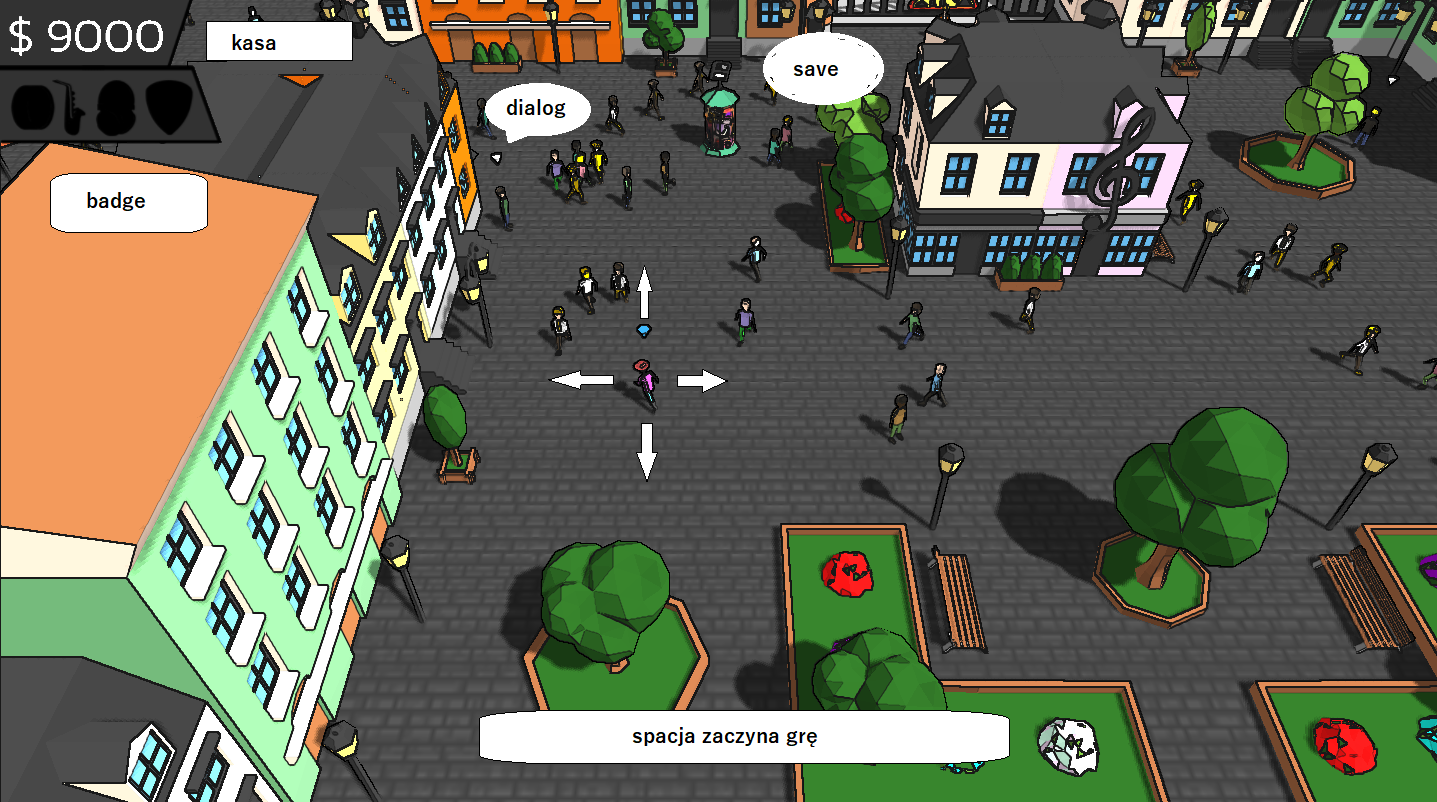 $ 9000
kasa
save
dialog
badge
spacja zaczyna grę